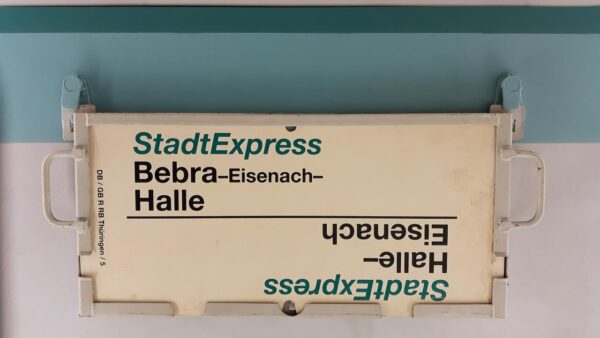 StadtExpress
Bebra–Eisenach–
Halle
StadtExpress
Halle–
Eisenach
DB / GB R RB Thüringen / 5